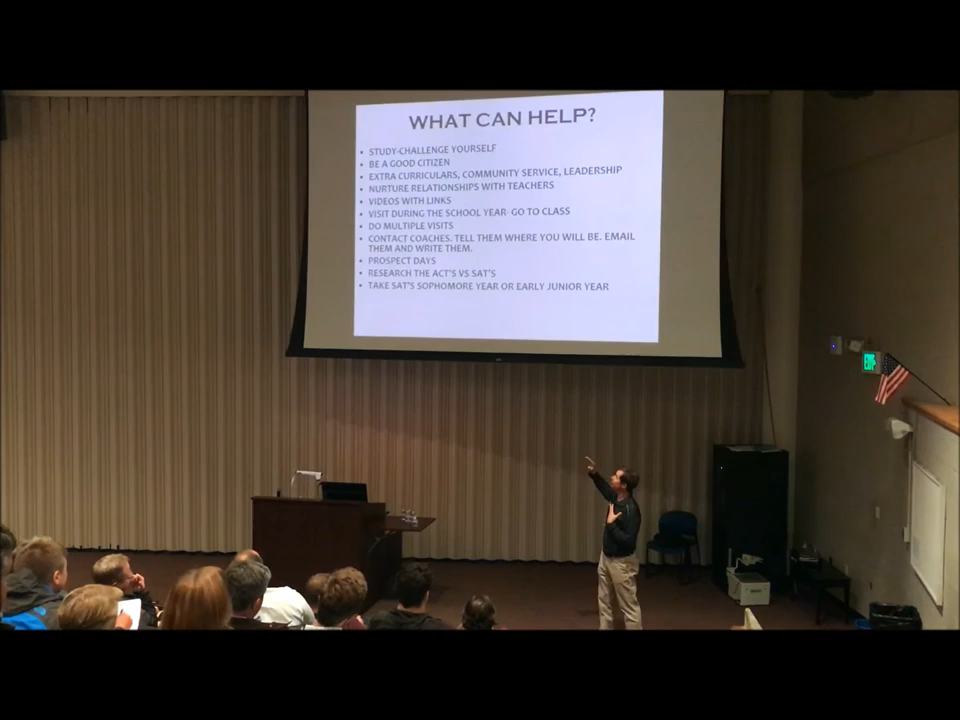 WHAT CAN HELP?
• STUDY-CHALLENGE YOURSELF
• BE A GOOD CITIZEN
• EXTRA CURRICULARS, COMMUNITY SERVICE, LEADERSHIP
• NURTURE RELATIONSHIPS WITH TEACHERS
• VIDEOS WITH LINKS
• VISIT DURING THE SCHOOL YEAR- GO TO CLASS
• DO MULTIPLE VISITS
• CONTACT COACHES. TELL THEM WHERE YOU WILL BE. EMAIL
THEM AND WRITE THEM.
• PROSPECT DAYS
• RESEARCH THE ACT'S VS SAT'S
• TAKE SAT'S SOPHOMORE YEAR OR EARLY JUNIOR YEAR
EXIT